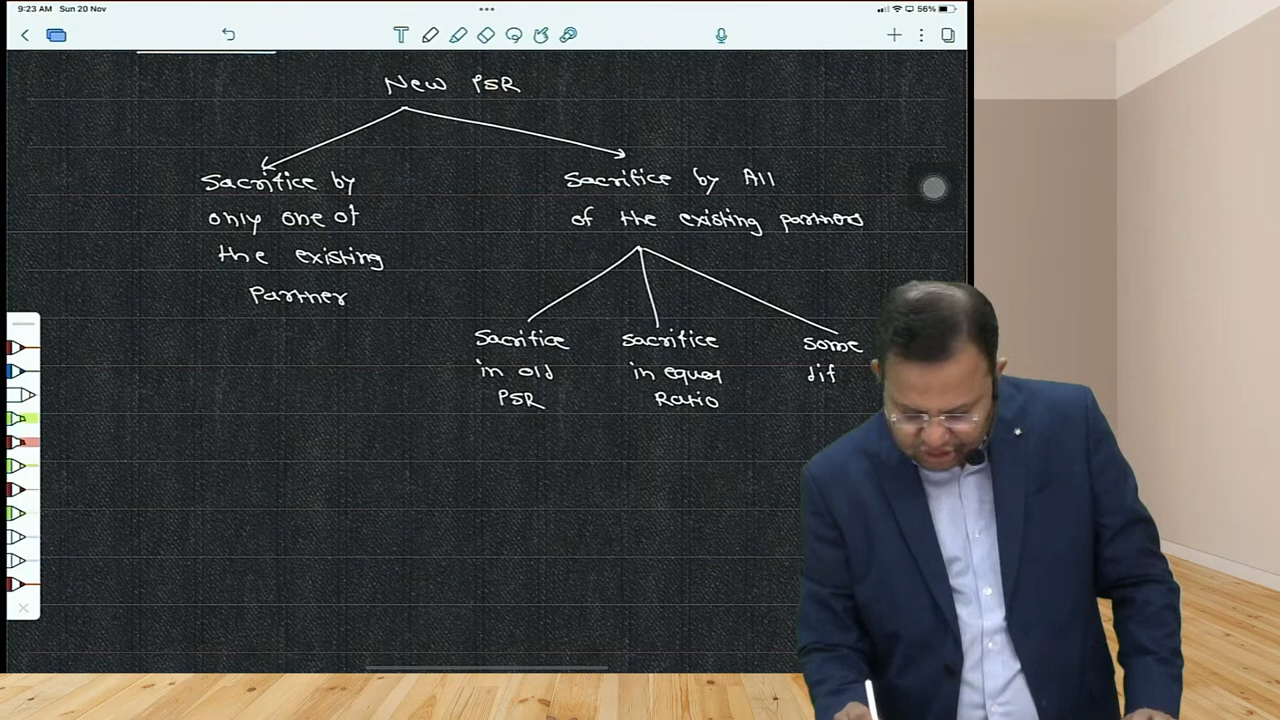 9:23 AM Sun 20 Nov
56%
New PSR
Sacrifice by
only one of
the existing
Partner
Sacrifice by All
of the existing partners
Sacrifice
in old
PSR
sacrifice
in equal
Ratio
some
dif